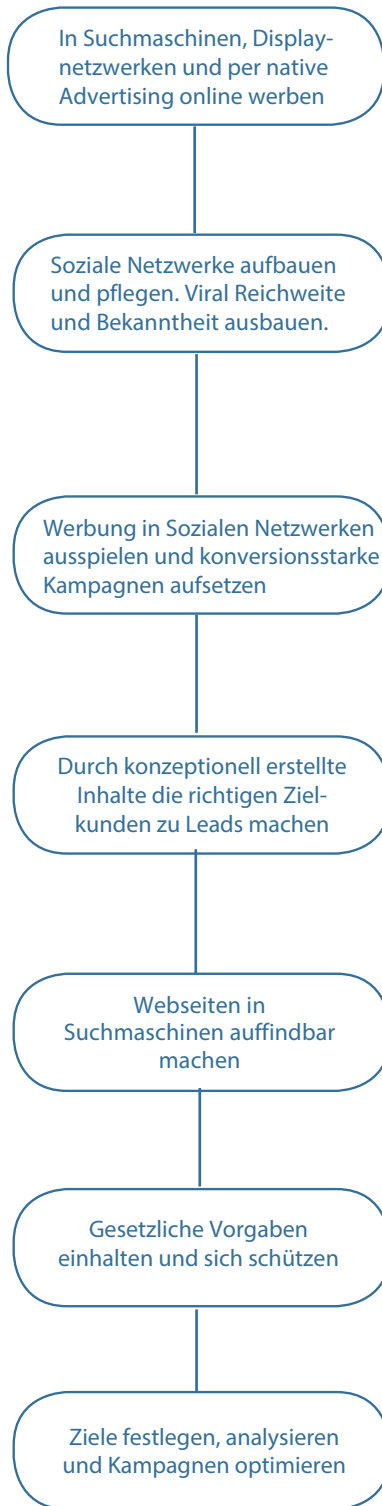 In Suchmaschinen, Display-
netzwerken und per native
Advertising online werben
Soziale Netzwerke aufbauen
und pflegen. Viral Reichweite
und Bekanntheit ausbauen.
Werbung in Sozialen Netzwerken
ausspielen und konversionsstarke
Kampagnen aufsetzen
Durch konzeptionell erstellte
Inhalte die richtigen Ziel-
kunden zu Leads machen
Webseiten in
Suchmaschinen auffindbar
machen
Gesetzliche Vorgaben
einhalten und sich schützen
Ziele festlegen, analysieren
und Kampagnen optimieren